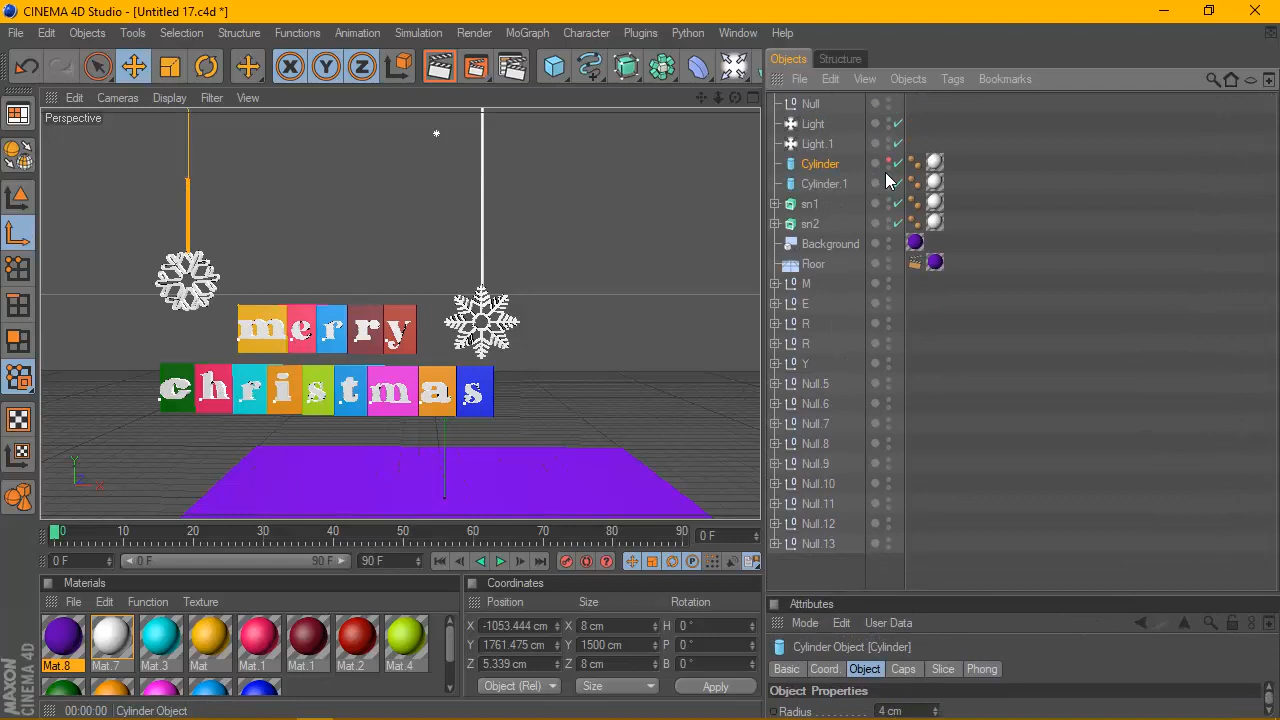 CINEMA 4D Studio - [Untitled 17.c4d *]
File Edit Objects Tools Selection Structure Functions Animation Simulation Render MoGraph Character Plugins Python Window Help
Objects Structure
Edit Cameras Display Filter View
File Edit View Objects Tags Bookmarks
Perspective
Null
Light
Light.1
Cylinder
Cylinder.1
sn1
sn2
Background
Floor
M
E
R
R
Y
Null.5
Null.6
Null.7
Null.8
Null.9
Null.10
Null.11
Null.12
Null.13
merry
christmas
Y
X
0 10 20 30 40 50 60 70 80 90 0 F
0 F 0 F 90 F 90 F
Materials
File Edit Function Texture
Mat.8 Mat.7 Mat.3 Mat Mat.1 Mat.1 Mat.2 Mat.4
Coordinates
Position Size Rotation
X -1053.444 cm X 8 cm H 0 °
Y 1761.475 cm Y 1500 cm P 0 °
Z 5.339 cm Z 8 cm B 0 °
Object (Rel) Size Apply
Attributes
Mode Edit User Data
Cylinder Object [Cylinder]
Basic Coord Object Caps Slice Phong
Object Properties
Radius 4 cm
MAXON
CINEMA 4D
00:00:00 Cylinder Object